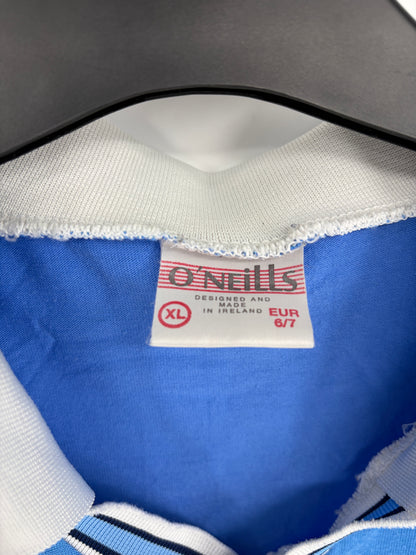 O'NEILLS
DESIGNED AND
MADE
IN IRELAND
XL
EUR
6/7